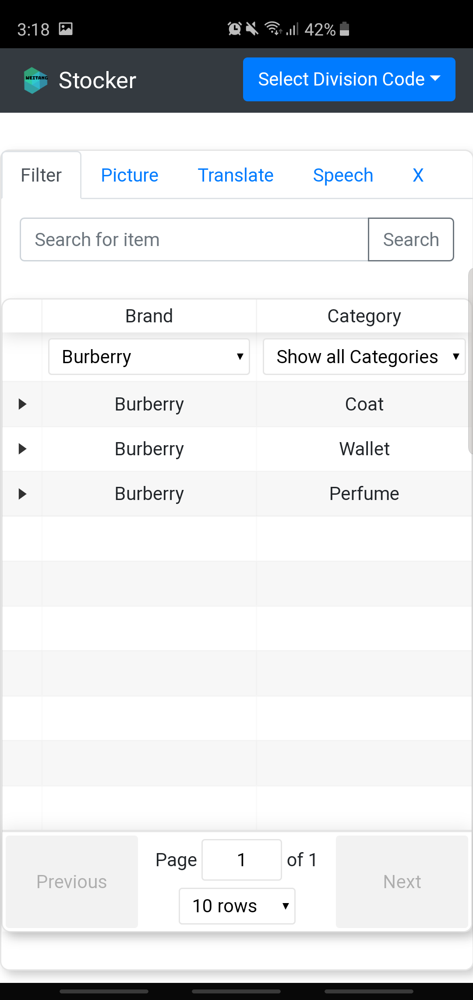 3:18 42%
WEITANG Stocker Select Division Code
Filter Picture Translate Speech X
Search for item Search
Brand Category
Burberry Show all Categories
Burberry Coat
Burberry Wallet
Burberry Perfume
Previous Page 1 of 1 Next
10 rows